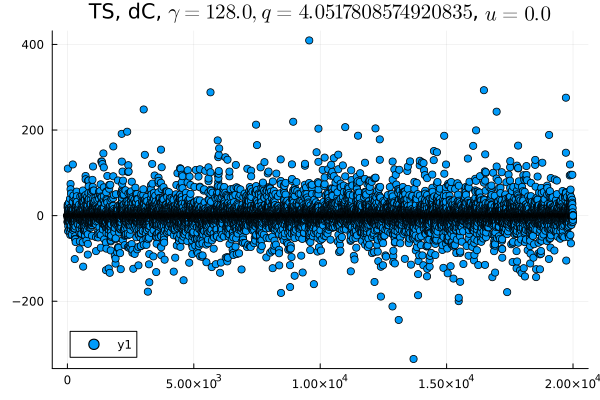 TS, dC, γ = 128.0, q = 4.0517808574920835, u = 0.0
400
200
0
−200
y1
0 5.00×10³ 1.00×10⁴ 1.50×10⁴ 2.00×10⁴